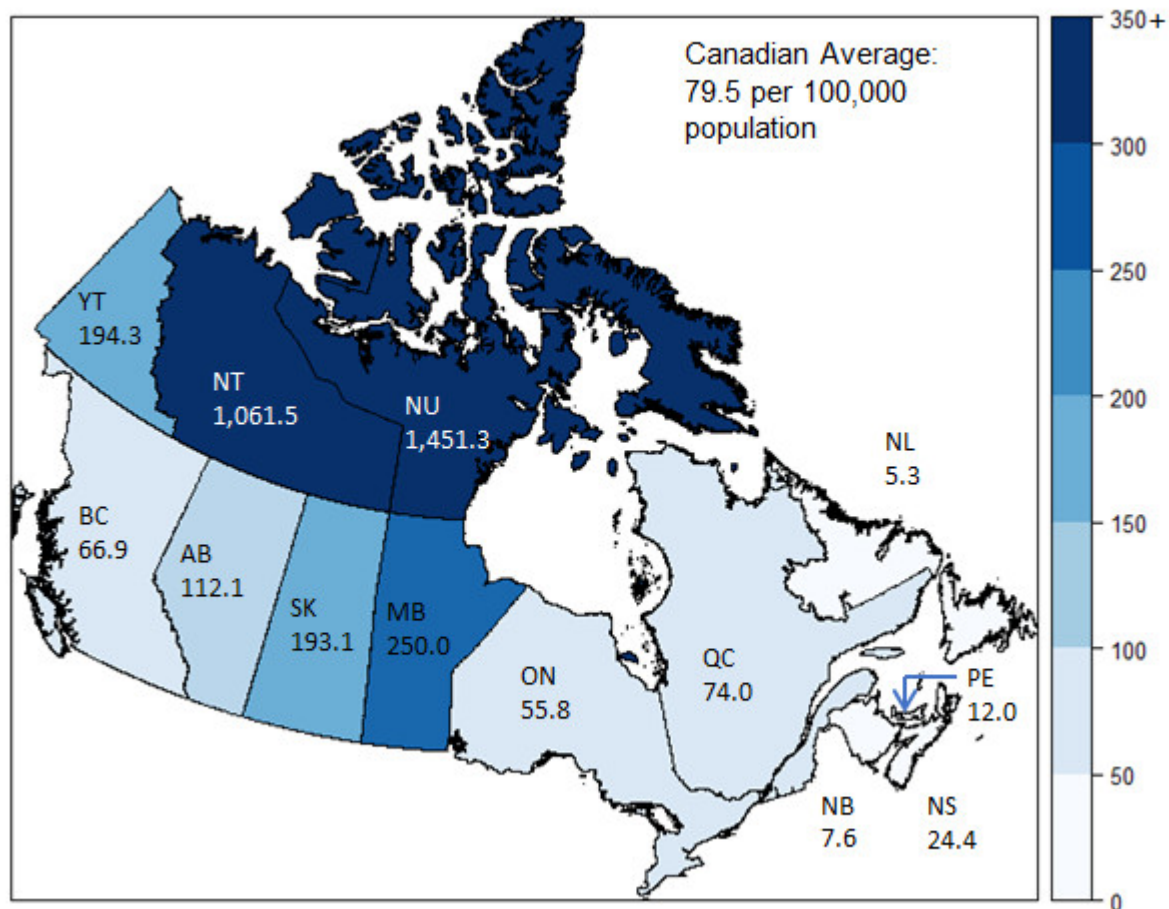 Canadian Average:
79.5 per 100,000
population
350+
300
250
200
150
100
50
0
YT
194.3
NT
1,061.5
NU
1,451.3
NL
5.3
BC
66.9
AB
112.1
SK
193.1
MB
250.0
ON
55.8
QC
74.0
PE
12.0
NB
7.6
NS
24.4